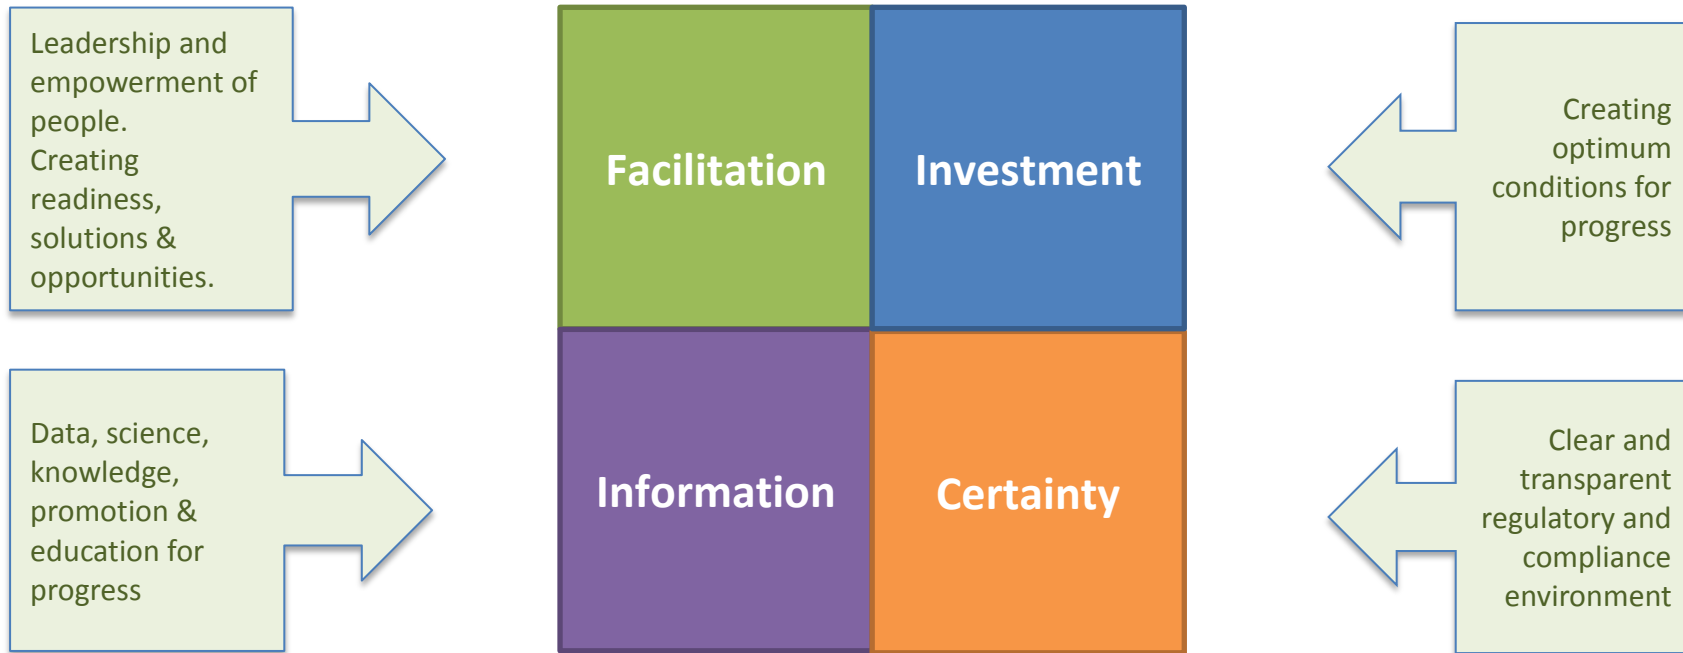 Leadership and
empowerment of
people.
Creating
readiness,
solutions &
opportunities.
Facilitation
Investment
Creating
optimum
conditions for
progress
Data, science,
knowledge,
promotion &
education for
progress
Information
Certainty
Clear and
transparent
regulatory and
compliance
environment